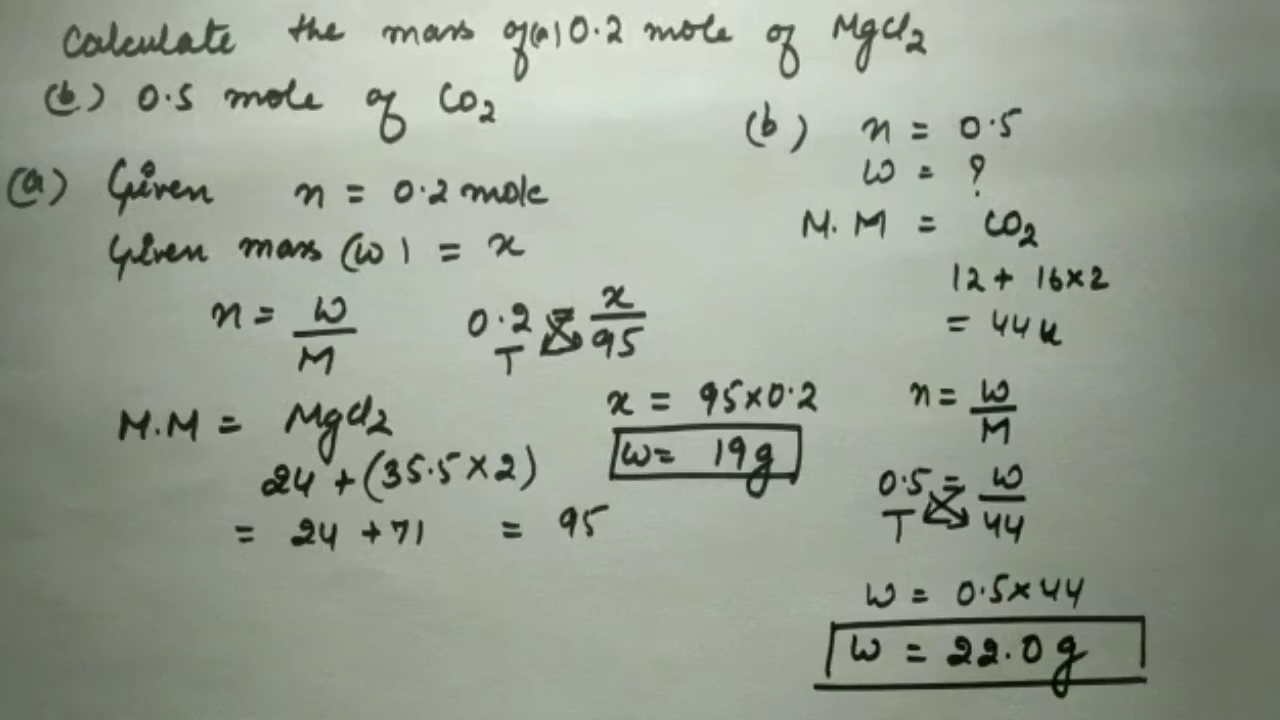 Calculate the mass of (a) 0.2 mole of MgCl2
(b) 0.5 mole of CO2
(a) Given n = 0.2 mole
Given mass (w) = x
n = w/M
0.2/1 = x/95
M.M = MgCl2
24 + (35.5×2)
= 24 + 71 = 95
x = 95×0.2
w = 19g
(b) n = 0.5
w = ?
M.M = CO2
12 + 16×2
= 44u
n = w/M
0.5/1 = w/44
w = 0.5×44
w = 22.0g